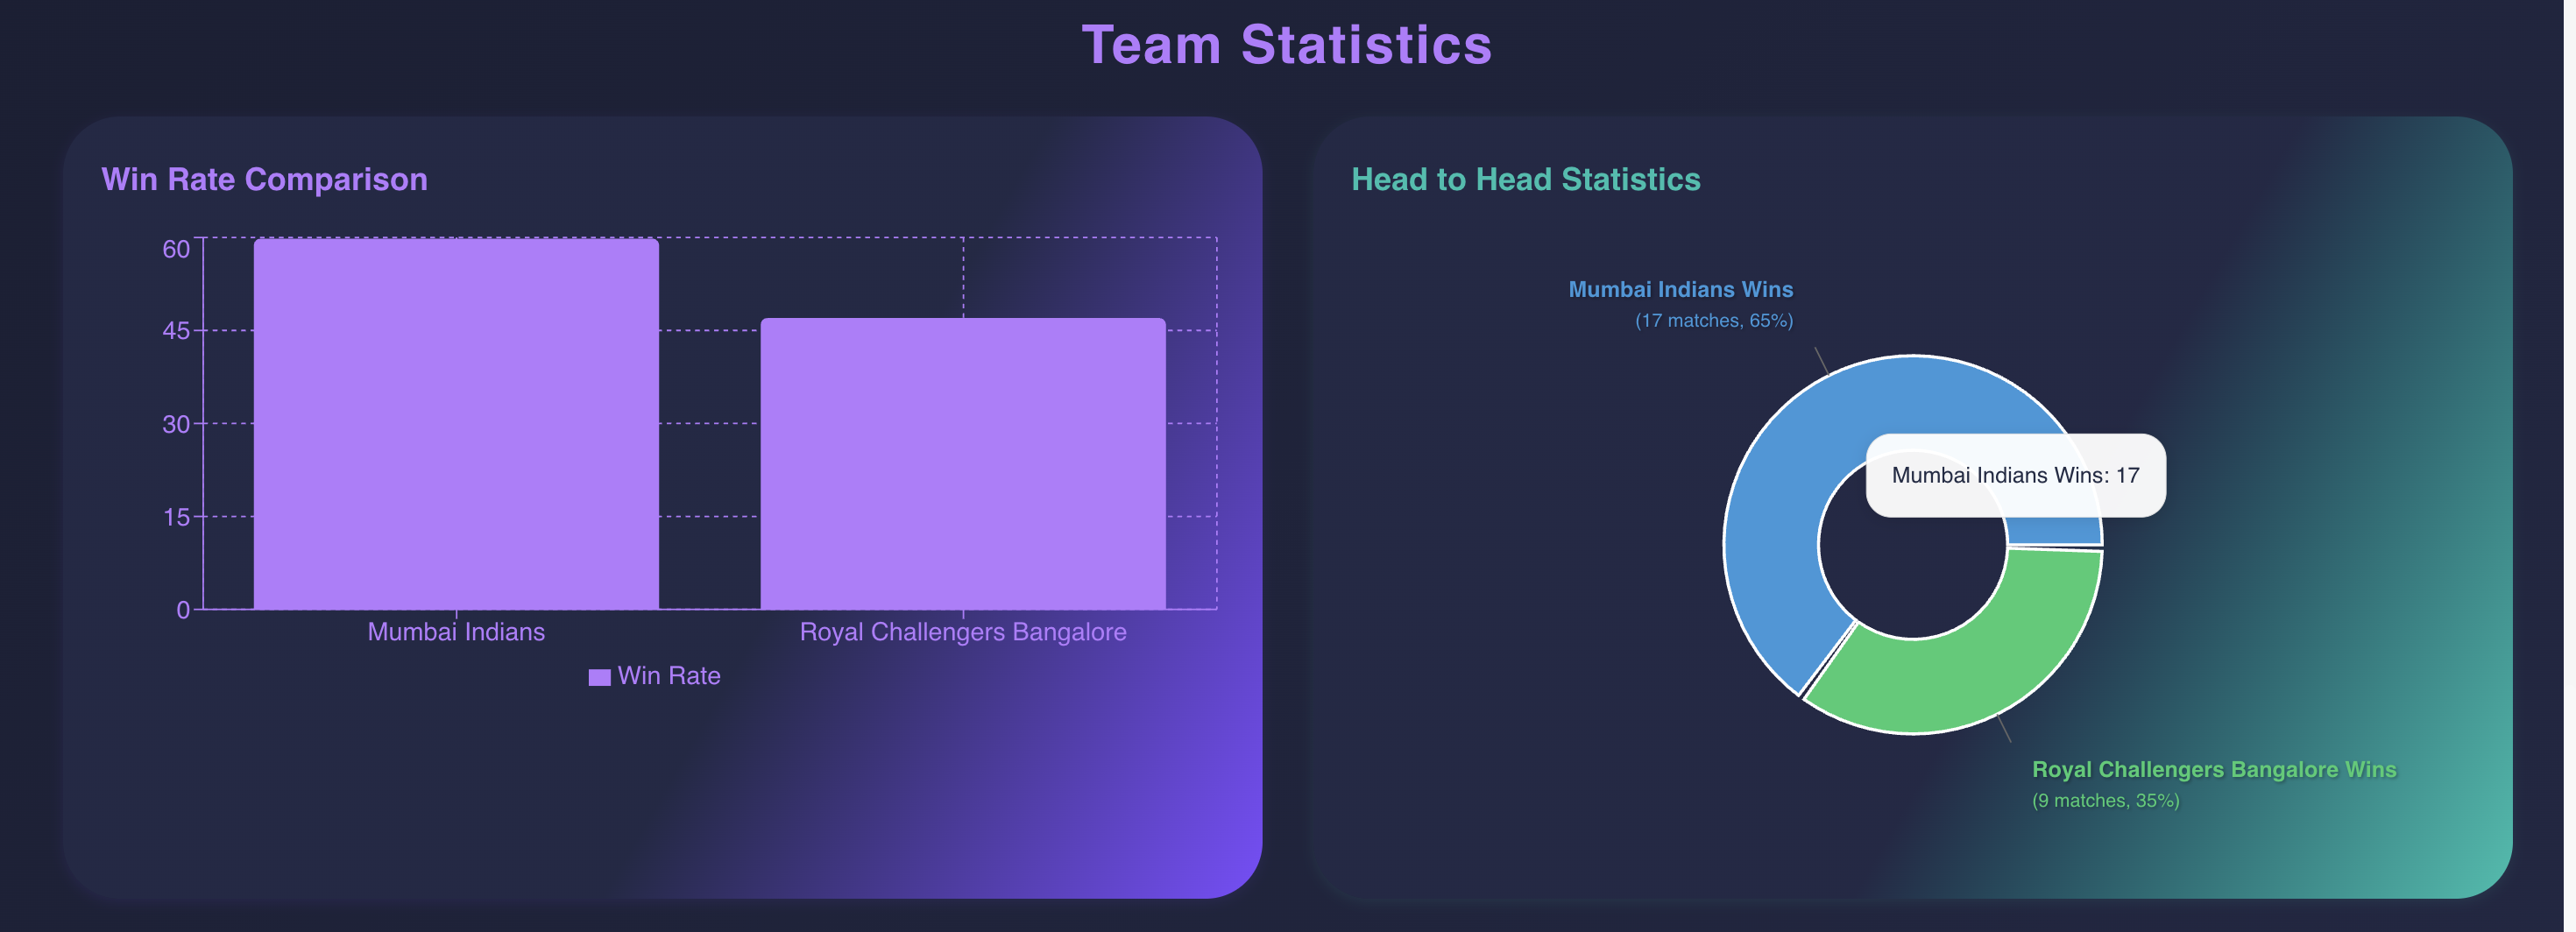 Team Statistics
Win Rate Comparison
60
45
30
15
0
Mumbai Indians
Royal Challengers Bangalore
Win Rate
Head to Head Statistics
Mumbai Indians Wins
(17 matches, 65%)
Mumbai Indians Wins: 17
Royal Challengers Bangalore Wins
(9 matches, 35%)